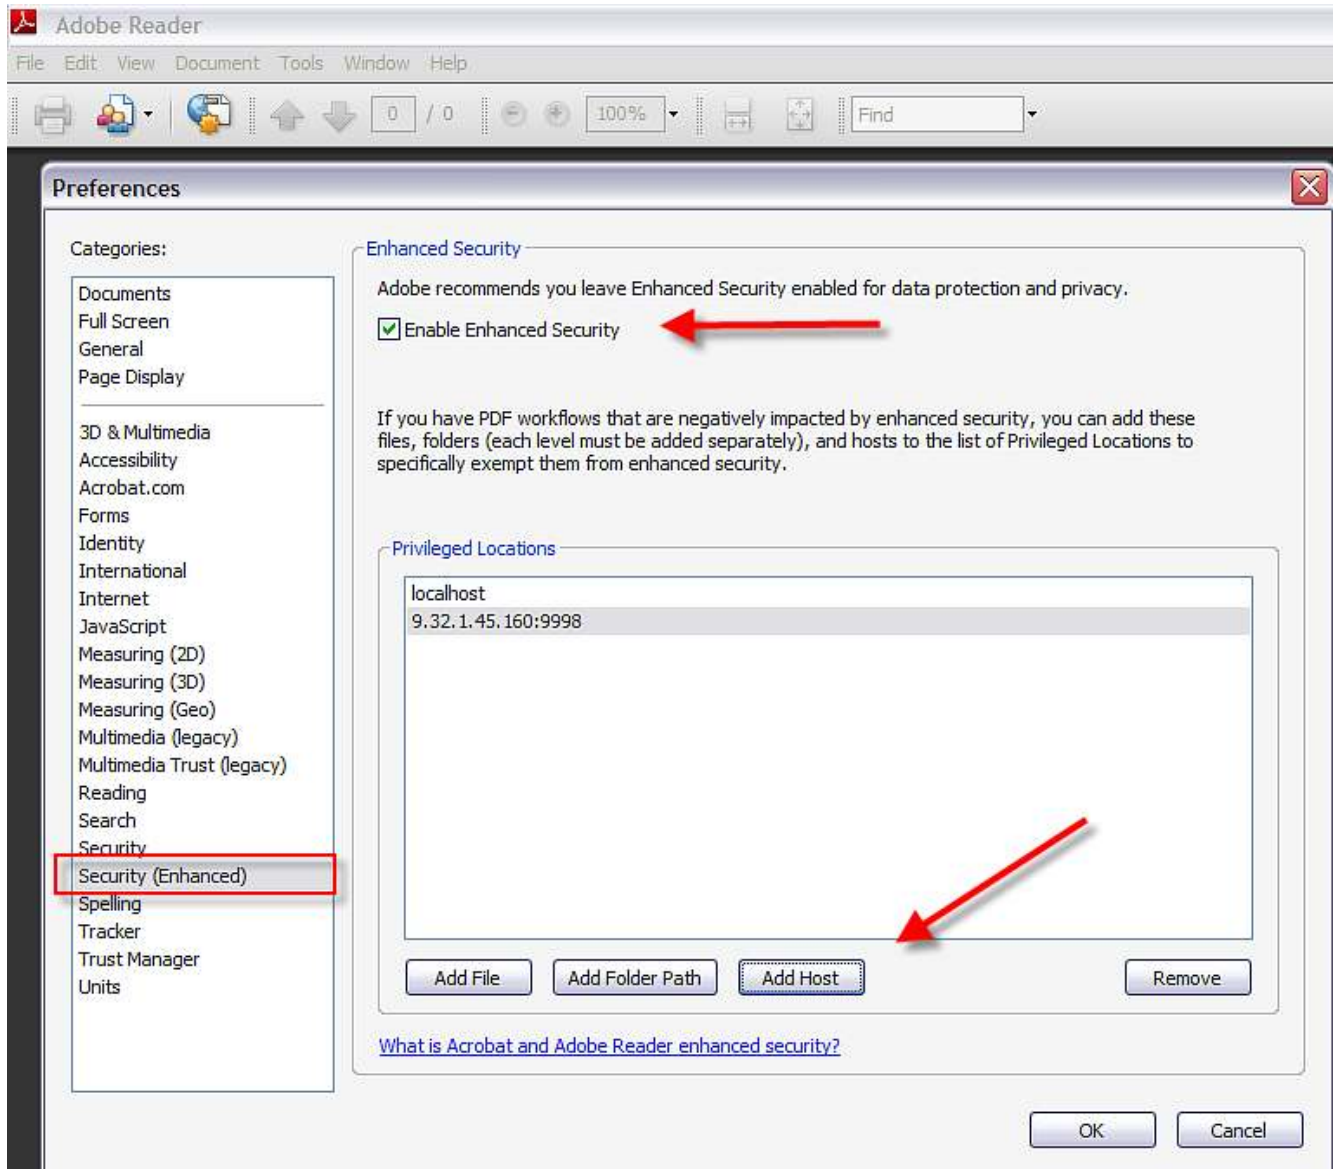 Adobe Reader
File Edit View Document Tools Window Help
0 / 0 100% Find
Preferences
Categories:
Documents
Full Screen
General
Page Display
3D & Multimedia
Accessibility
Acrobat.com
Forms
Identity
International
Internet
JavaScript
Measuring (2D)
Measuring (3D)
Measuring (Geo)
Multimedia (legacy)
Multimedia Trust (legacy)
Reading
Search
Security
Security (Enhanced)
Spelling
Tracker
Trust Manager
Units
Enhanced Security
Adobe recommends you leave Enhanced Security enabled for data protection and privacy.
Enable Enhanced Security
If you have PDF workflows that are negatively impacted by enhanced security, you can add these
files, folders (each level must be added separately), and hosts to the list of Privileged Locations to
specifically exempt them from enhanced security.
Privileged Locations
localhost
9.32.1.45.160:9998
Add File Add Folder Path Add Host Remove
What is Acrobat and Adobe Reader enhanced security?
OK Cancel